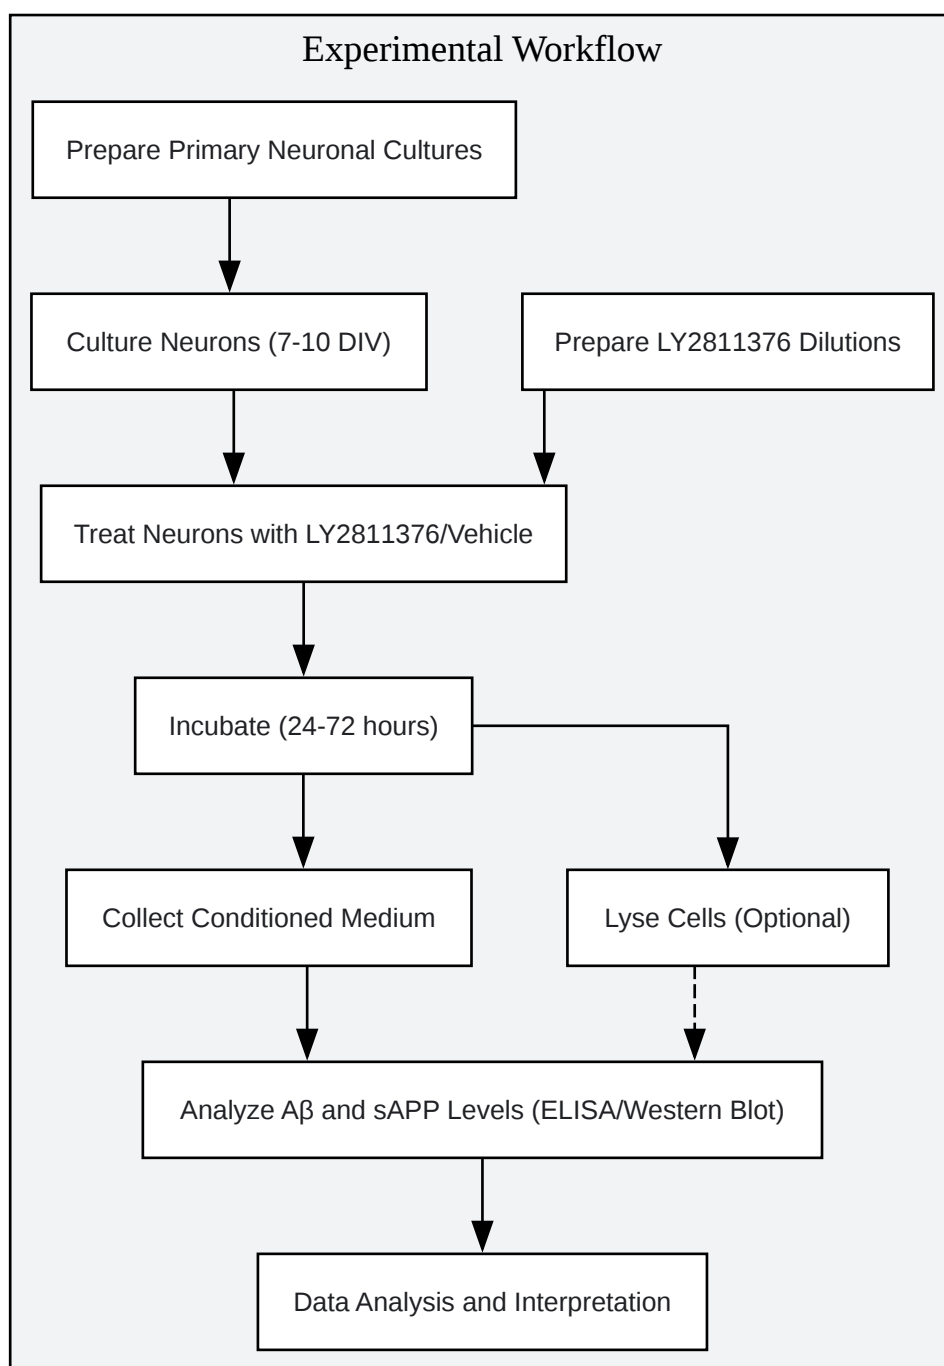 Experimental Workflow
Prepare Primary Neuronal Cultures
Culture Neurons (7-10 DIV)
Prepare LY2811376 Dilutions
Treat Neurons with LY2811376/Vehicle
Incubate (24-72 hours)
Collect Conditioned Medium
Lyse Cells (Optional)
Analyze Aβ and sAPP Levels (ELISA/Western Blot)
Data Analysis and Interpretation